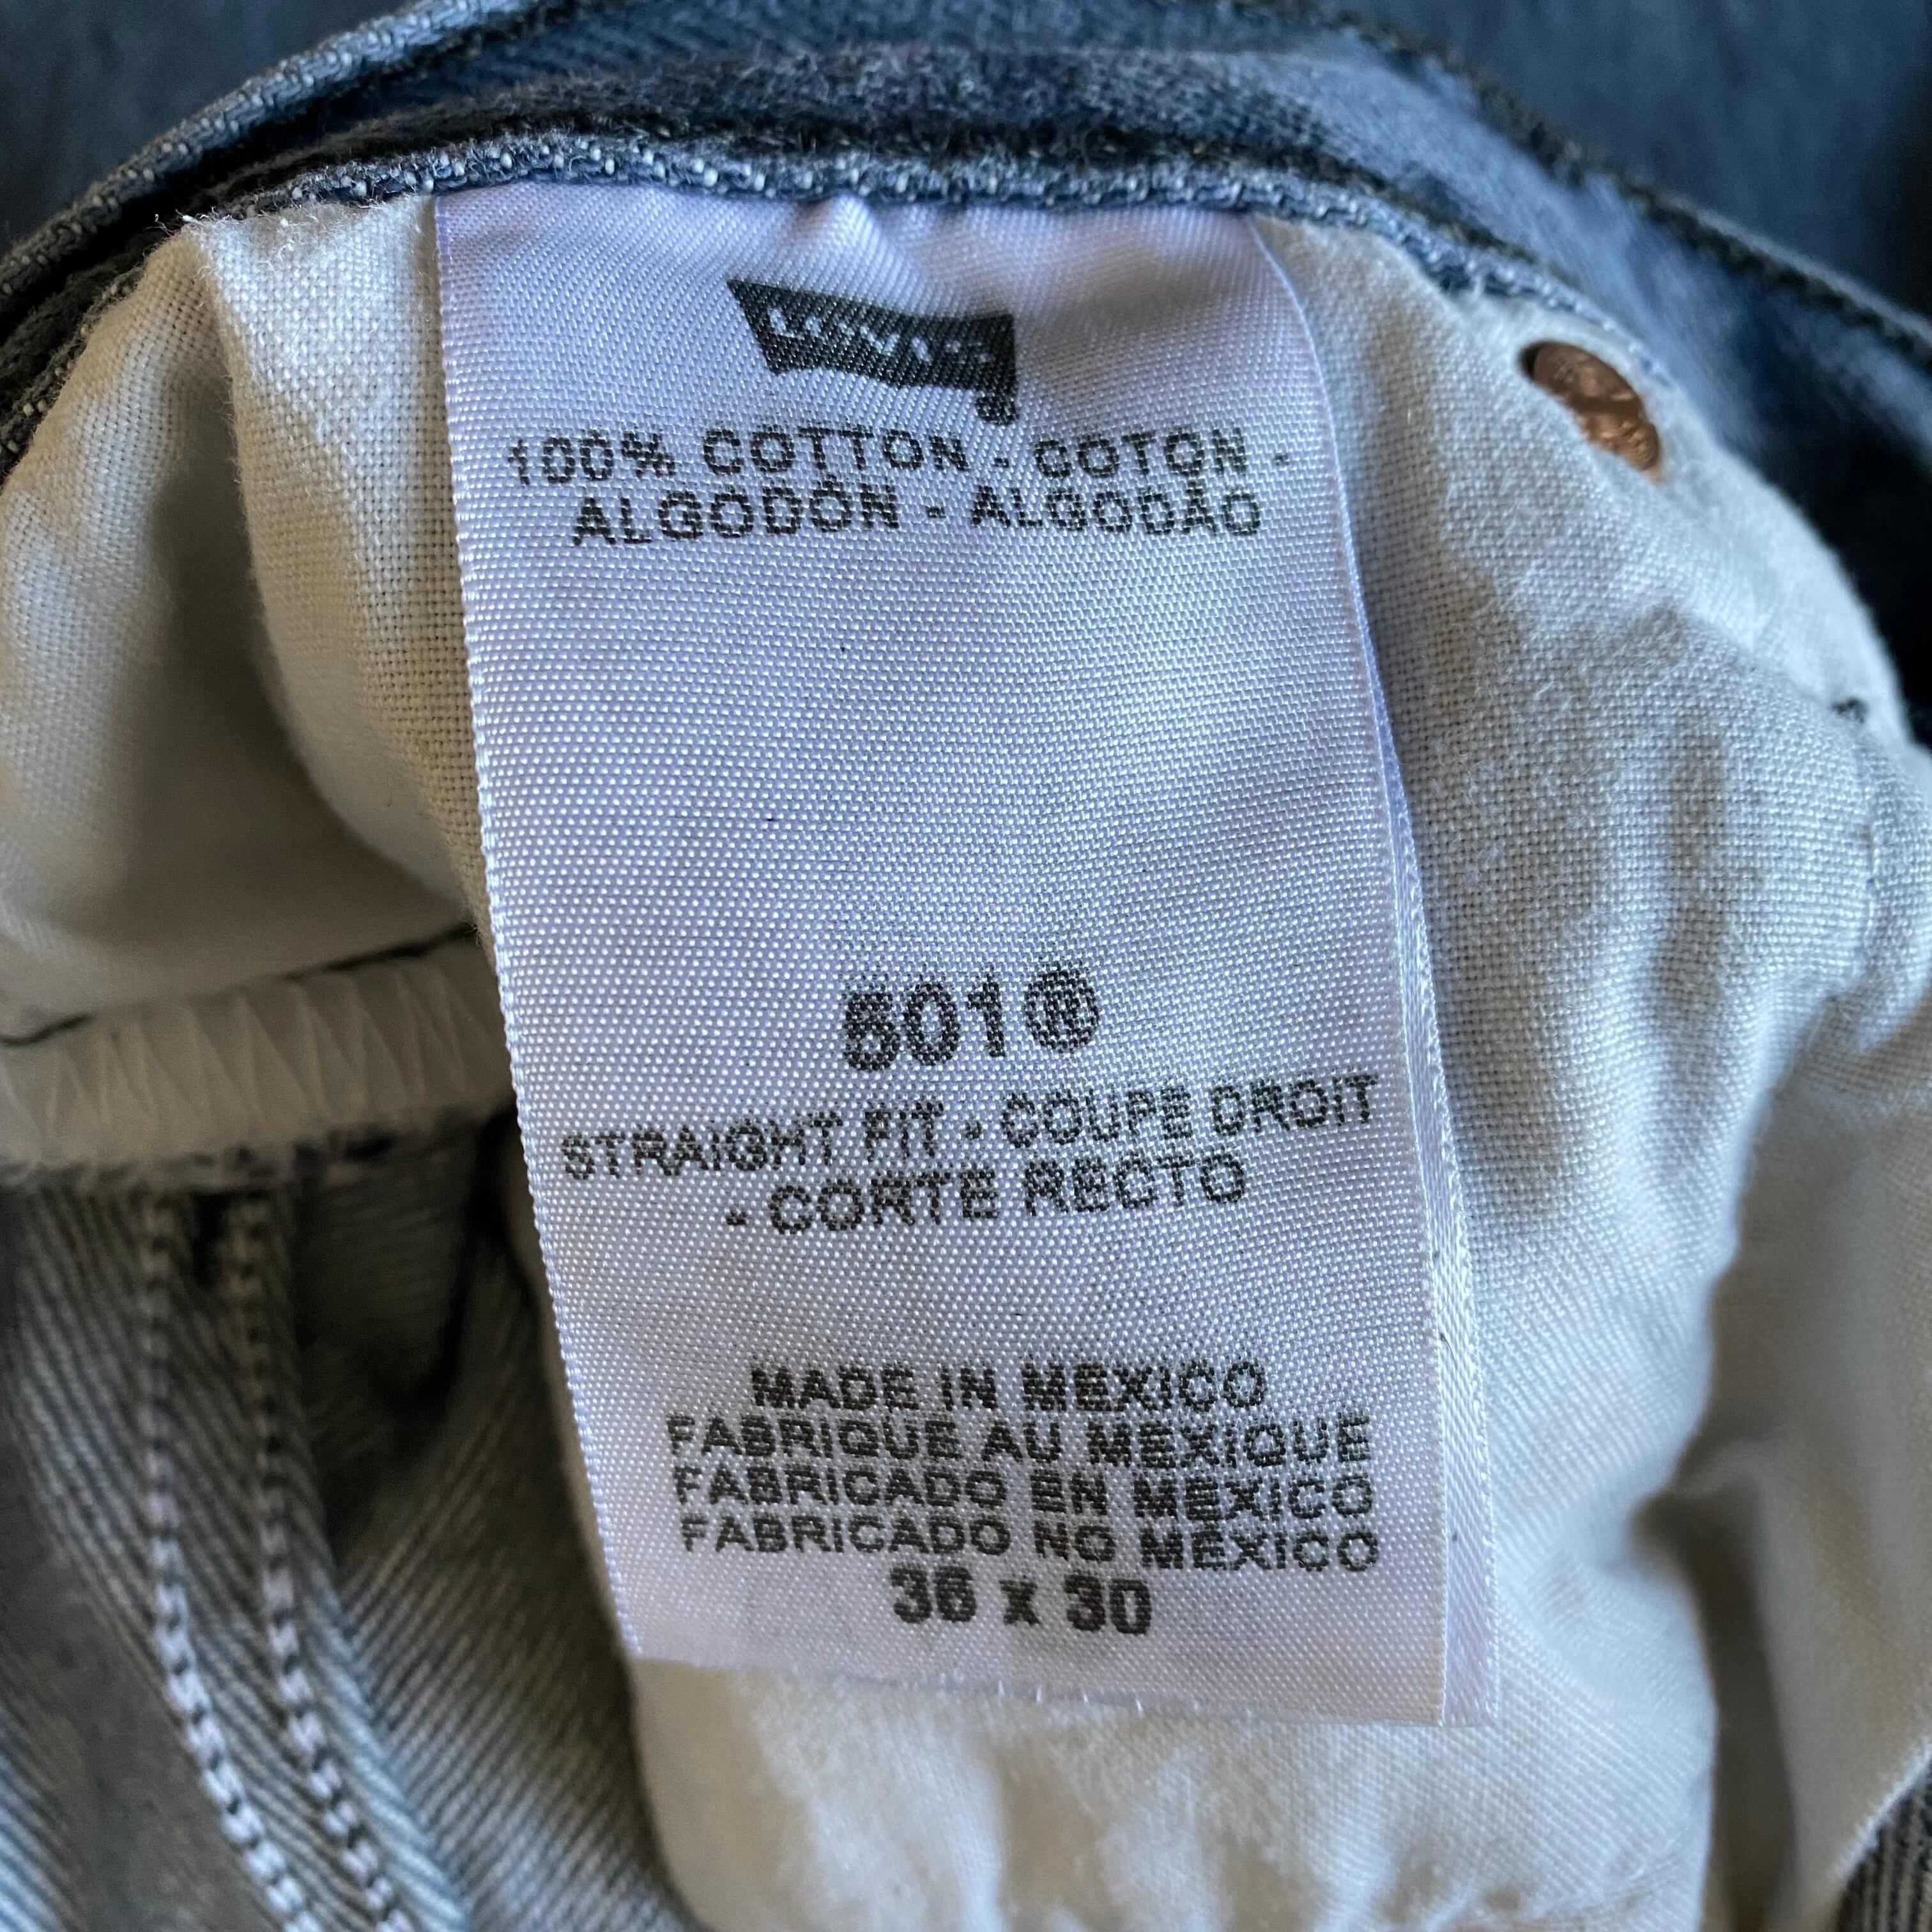 LEVI'S
100% COTTON - COTON -
ALGODÓN - ALGODÃO
501®
STRAIGHT FIT - COUPE DROIT
- CORTE RECTO
MADE IN MEXICO
FABRIQUE AU MEXIQUE
FABRICADO EN MEXICO
FABRICADO NO MÉXICO
36 x 30